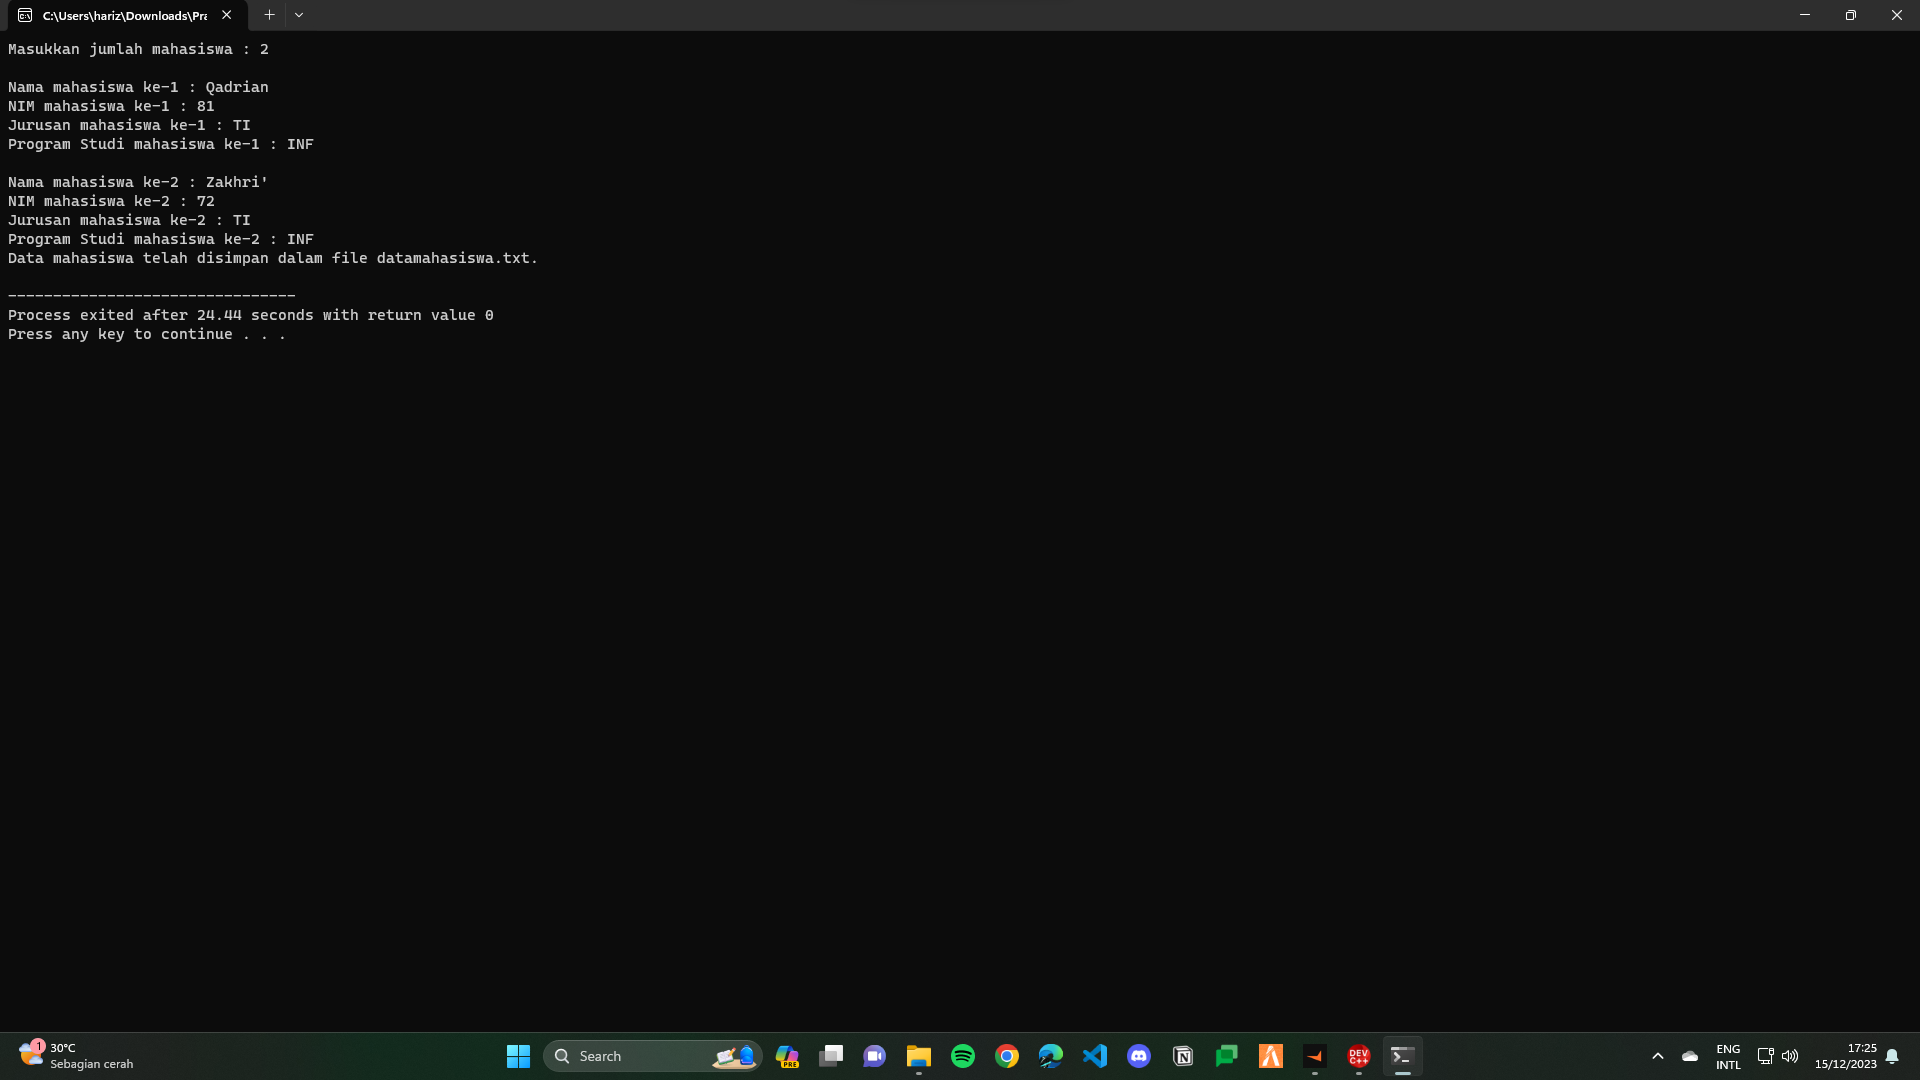 C:\Users\hariz\Downloads\Pra
Masukkan jumlah mahasiswa : 2
Nama mahasiswa ke-1 : Qadrian
NIM mahasiswa ke-1 : 81
Jurusan mahasiswa ke-1 : TI
Program Studi mahasiswa ke-1 : INF
Nama mahasiswa ke-2 : Zakhri'
NIM mahasiswa ke-2 : 72
Jurusan mahasiswa ke-2 : TI
Program Studi mahasiswa ke-2 : INF
Data mahasiswa telah disimpan dalam file datamahasiswa.txt.
--------------------------------
Process exited after 24.44 seconds with return value 0
Press any key to continue . . .
1
30°C
Sebagian cerah
Search
PRE
DEV
C++
ENG
INTL
17:25
15/12/2023